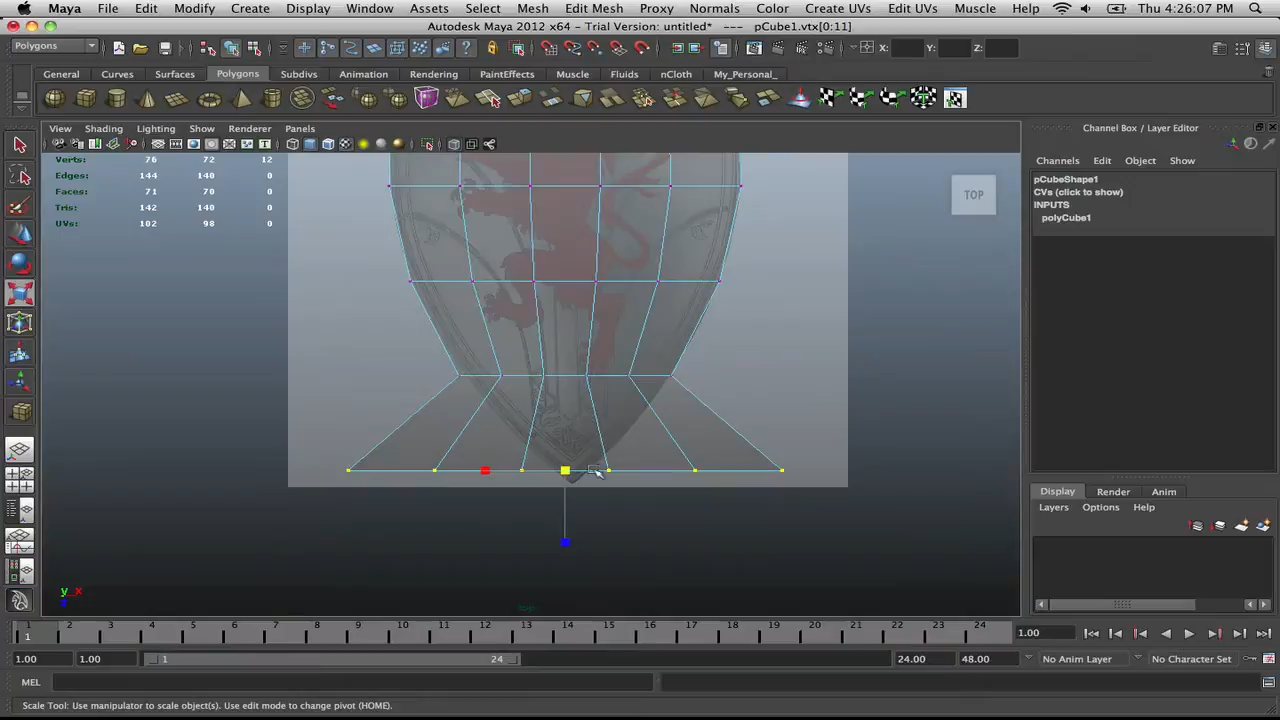 Maya File Edit Modify Create Display Window Assets Select Mesh Edit Mesh Proxy Normals Color Create UVs Edit UVs Muscle Help Thu 4:26:07 PM
Autodesk Maya 2012 x64 - Trial Version: untitled* --- pCube1.vtx[0:11]
Polygons X: Y: Z:
General Curves Surfaces Polygons Subdivs Animation Rendering PaintEffects Muscle Fluids nCloth My_Personal_
View Shading Lighting Show Renderer Panels
Channel Box / Layer Editor
Channels Edit Object Show
Verts: 76 72 12
Edges: 144 140 0
Faces: 71 70 0
Tris: 142 140 0
UVs: 102 98 0
TOP
pCubeShape1
CVs (click to show)
INPUTS
polyCube1
Display Render Anim
Layers Options Help
y x
z
top
1 2 3 4 5 6 7 8 9 10 11 12 13 14 15 16 17 18 19 20 21 22 23 24
1
1.00
1.00 1.00 1 24 24.00 48.00 No Anim Layer No Character Set
MEL
Scale Tool: Use manipulator to scale object(s). Use edit mode to change pivot (HOME).